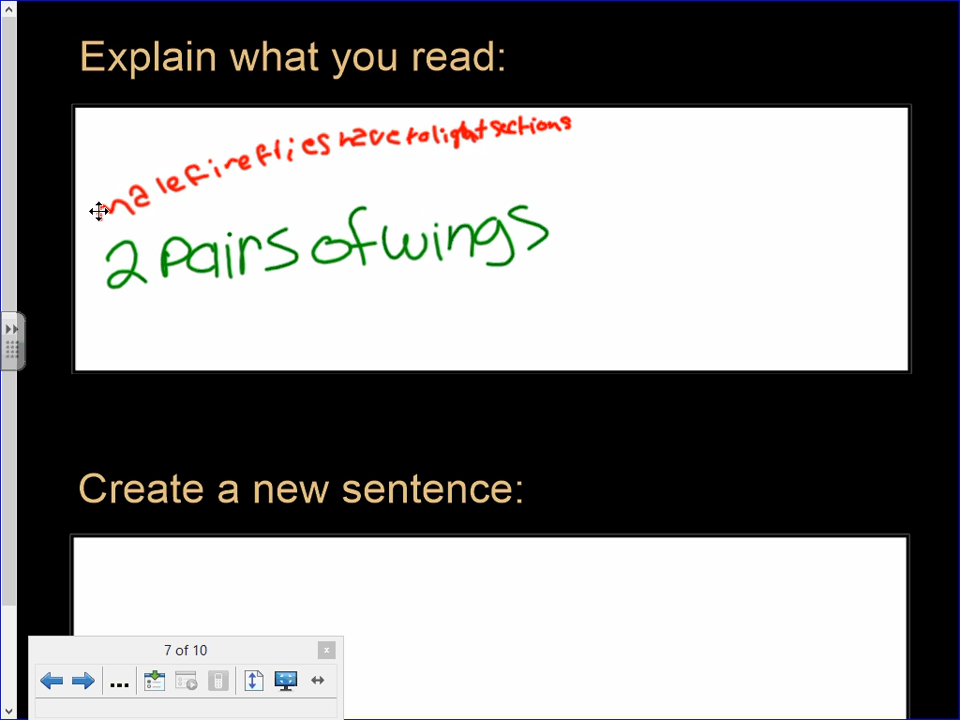 Explain what you read:
male fireflies have to light sections
2 pairs of wings
Create a new sentence:
7 of 10